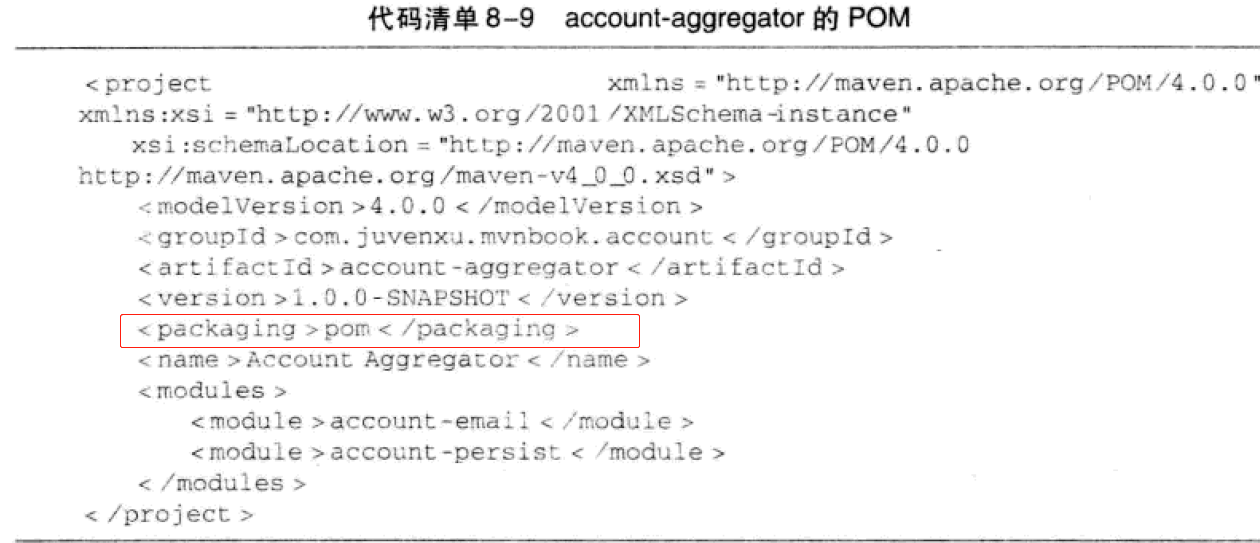 代码清单 8-9 account-aggregator 的 POM
<project xmlns="http://maven.apache.org/POM/4.0.0"
xmlns:xsi="http://www.w3.org/2001/XMLSchema-instance"
xsi:schemaLocation="http://maven.apache.org/POM/4.0.0
http://maven.apache.org/maven-v4_0_0.xsd">
<modelVersion>4.0.0</modelVersion>
<groupId>com.juvenxu.mvnbook.account</groupId>
<artifactId>account-aggregator</artifactId>
<version>1.0.0-SNAPSHOT</version>
<packaging>pom</packaging>
<name>Account Aggregator</name>
<modules>
<module>account-email</module>
<module>account-persist</module>
</modules>
</project>